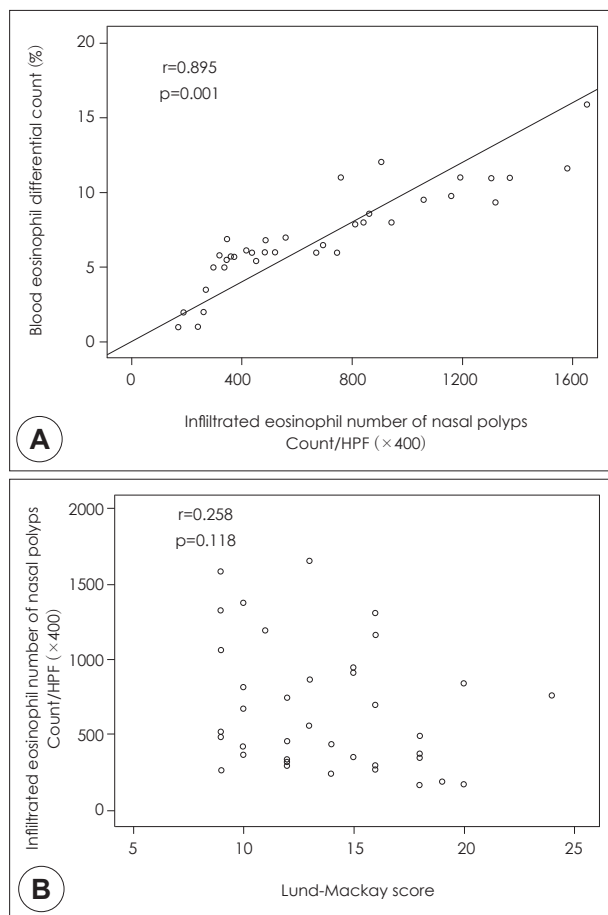 20
15
10
5
0
Blood eosinophil differential count (%)
r=0.895
p=0.001
0 400 800 1200 1600
Infliltrated eosinophil number of nasal polyps
Count/HPF (×400)
A
2000
1500
1000
500
0
Infliltrated eosinophil number of nasal polyps
Count/HPF (×400)
r=0.258
p=0.118
5 10 15 20 25
Lund-Mackay score
B